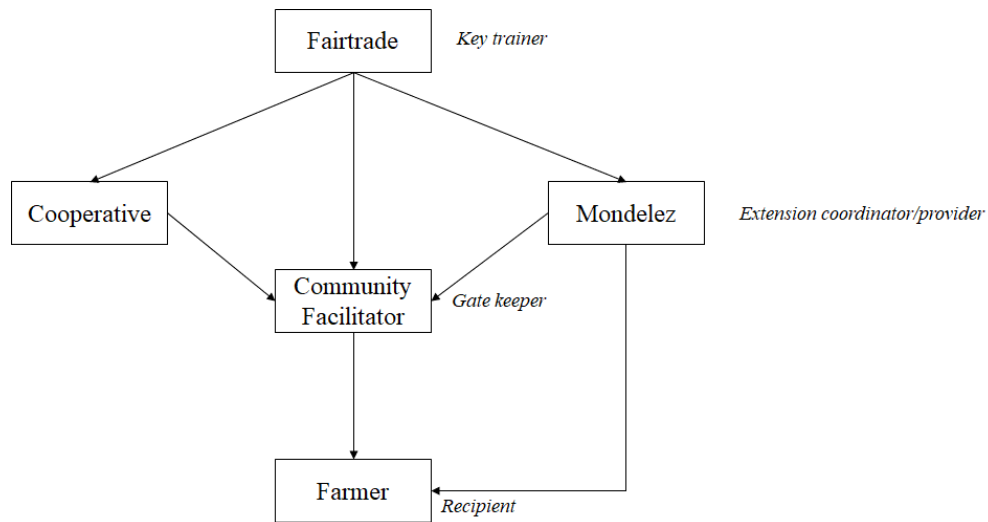 Fairtrade
Key trainer
Cooperative
Mondelez
Extension coordinator/provider
Community
Facilitator
Gate keeper
Farmer
Recipient